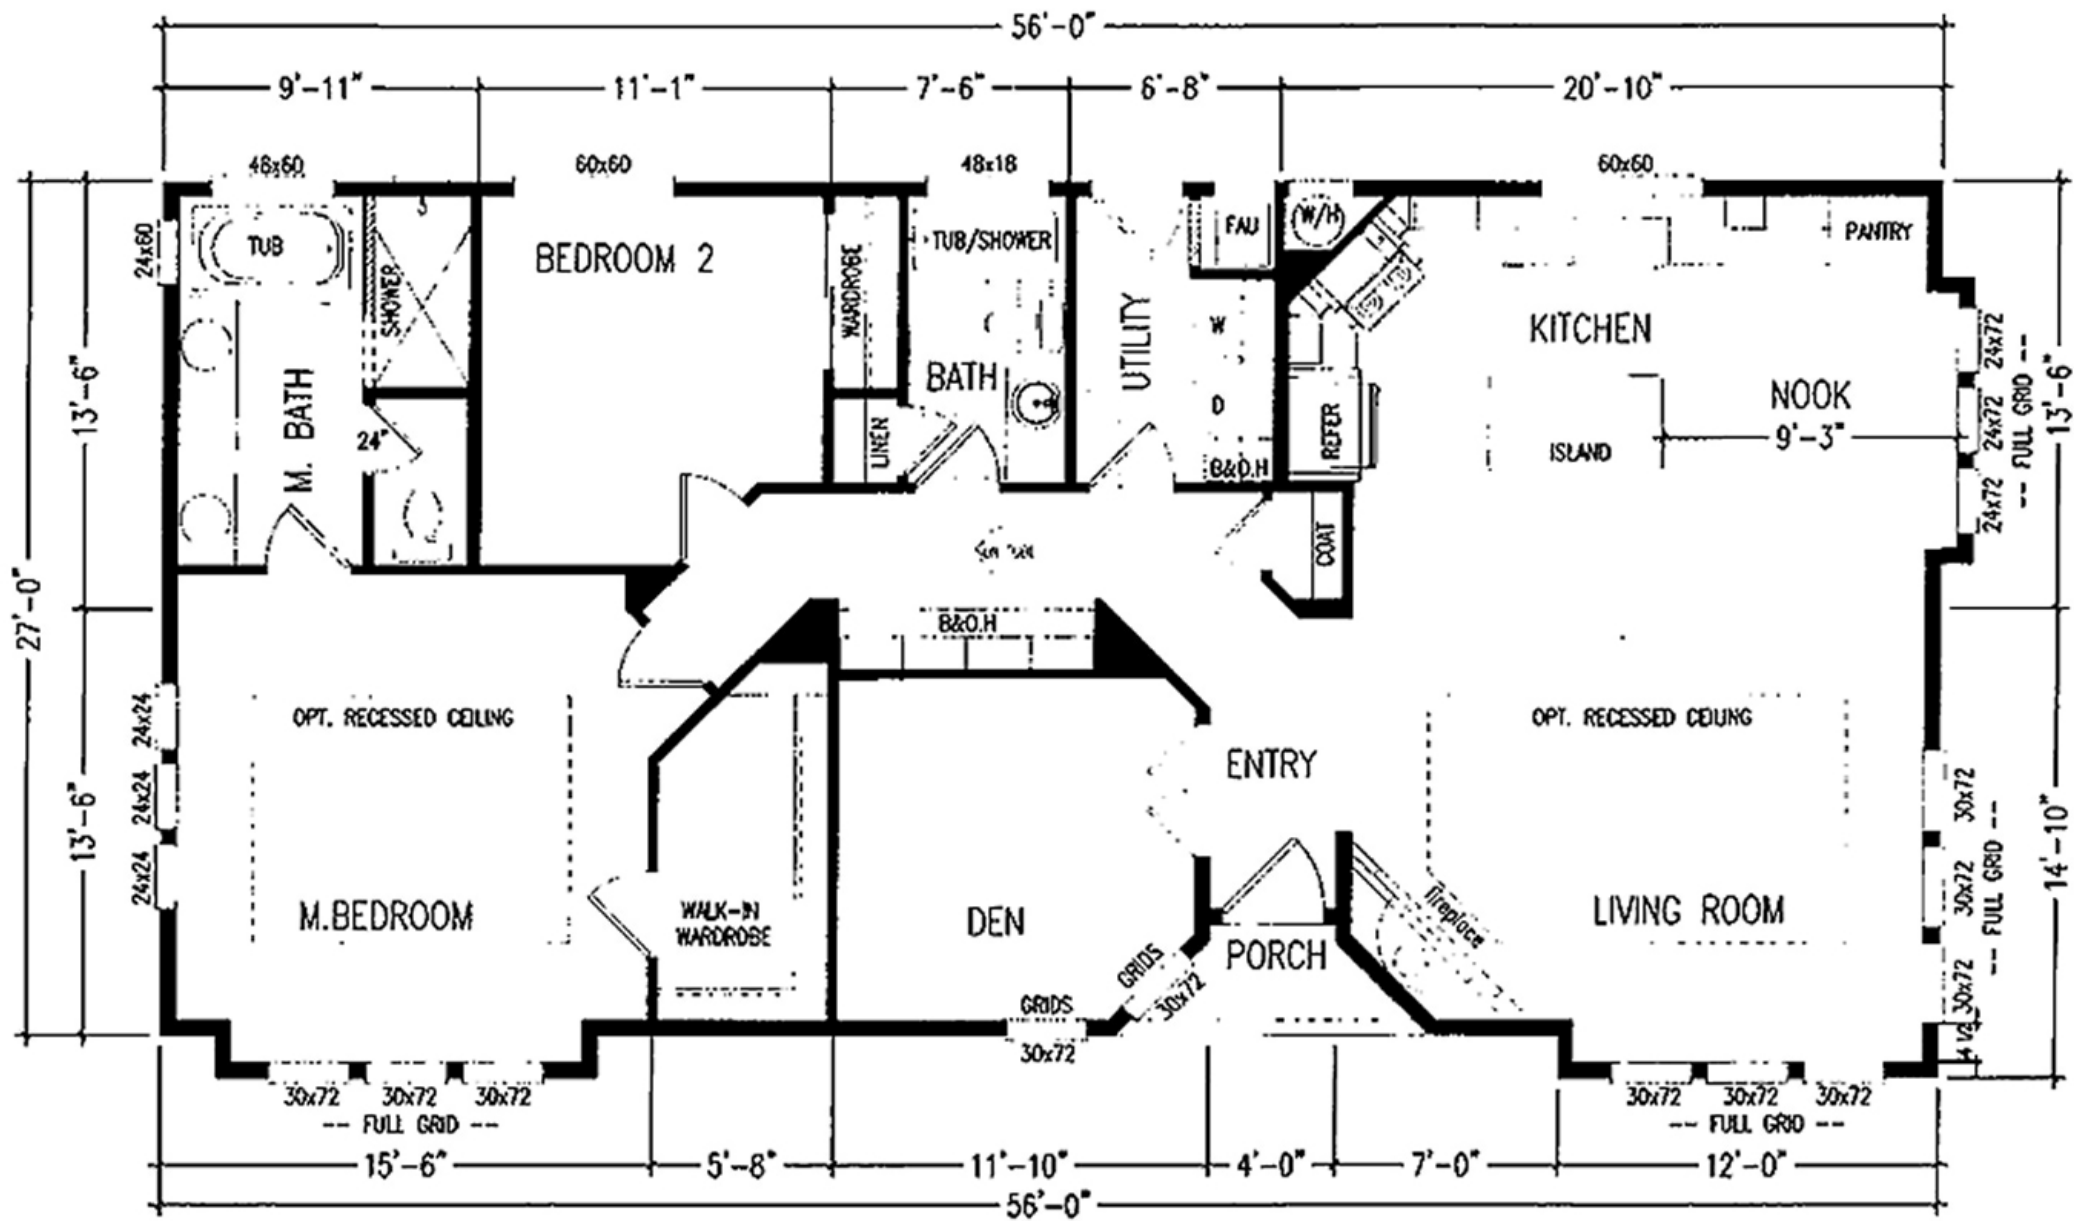 56'-0"
9'-11"
11'-1"
7'-6"
6'-8"
20'-10"
48x60
60x60
48x18
60x60
24x60
TUB
SHOWER
BEDROOM 2
WARDROBE
TUB/SHOWER
FAU
W/H
PANTRY
UTILITY
W
D
BATH
KITCHEN
NOOK
9'-3"
ISLAND
REFER
LINEN
B&O.H
M. BATH
24"
COAT
24x72
24x72
24x72
-- FULL GRID --
13'-6"
13'-6"
27'-0"
B&O.H
24x24
24x24
24x24
OPT. RECESSED CEILING
OPT. RECESSED CEILING
ENTRY
13'-6"
14'-10"
30x72
30x72
30x72
-- FULL GRID --
M.BEDROOM
WALK-IN
WARDROBE
DEN
PORCH
fireplace
LIVING ROOM
GRIDS
30x72
GRIDS
30x72
30x72
30x72
30x72
-- FULL GRID --
30x72
30x72
30x72
-- FULL GRID --
15'-6"
5'-8"
11'-10"
4'-0"
7'-0"
12'-0"
56'-0"